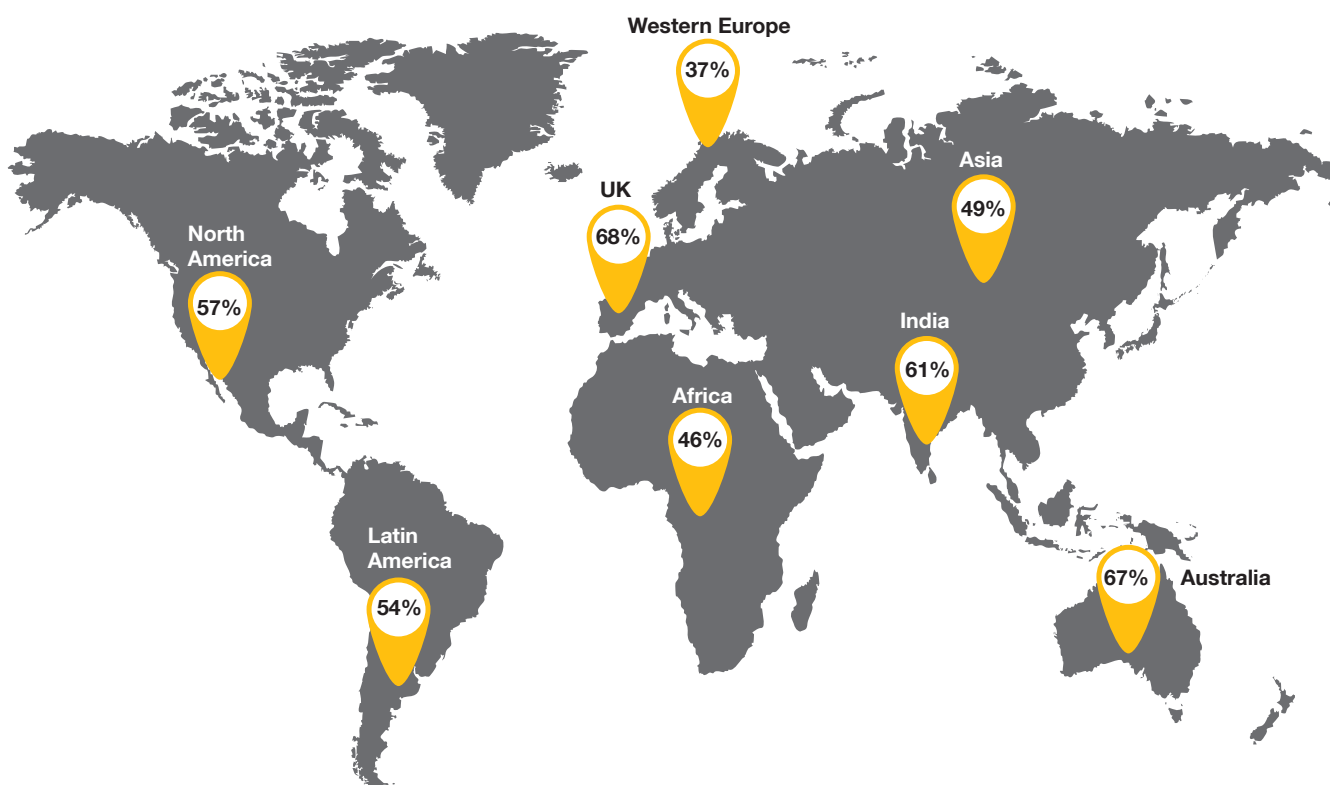 Western Europe
37%
Asia
49%
UK
68%
North
America
57%
India
61%
Africa
46%
Latin
America
54%
67%
Australia